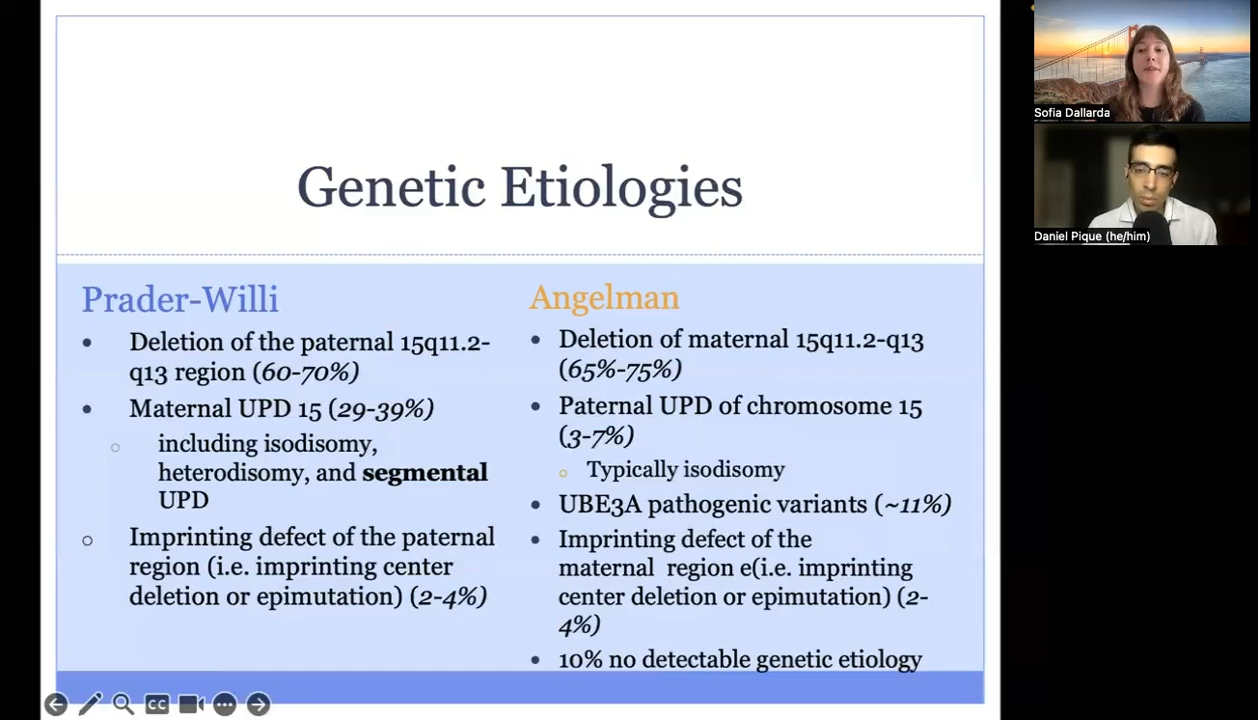 Genetic Etiologies
Prader-Willi
• Deletion of the paternal 15q11.2-
q13 region (60-70%)
• Maternal UPD 15 (29-39%)
○ including isodisomy,
heterodisomy, and segmental
UPD
○ Imprinting defect of the paternal
region (i.e. imprinting center
deletion or epimutation) (2-4%)
Angelman
• Deletion of maternal 15q11.2-q13
(65%-75%)
• Paternal UPD of chromosome 15
(3-7%)
○ Typically isodisomy
• UBE3A pathogenic variants (~11%)
• Imprinting defect of the
maternal region e(i.e. imprinting
center deletion or epimutation) (2-
4%)
• 10% no detectable genetic etiology
CC
Sofia Dallarda
Daniel Pique (he/him)